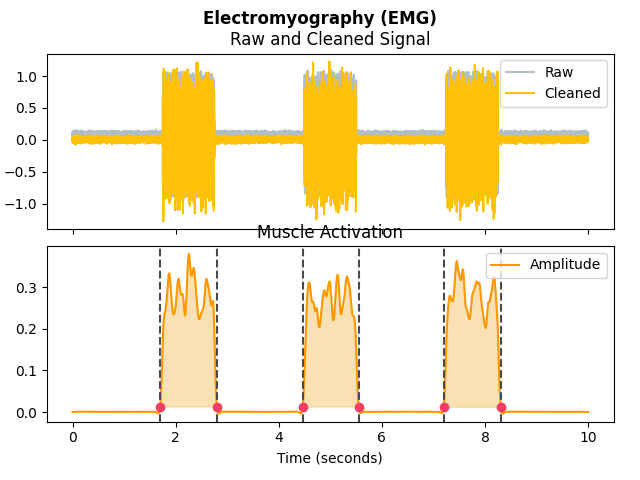 Electromyography (EMG)
Raw and Cleaned Signal
1.0
0.5
0.0
−0.5
−1.0
Raw
Cleaned
Muscle Activation
0.3
0.2
0.1
0.0
Amplitude
0 2 4 6 8 10
Time (seconds)